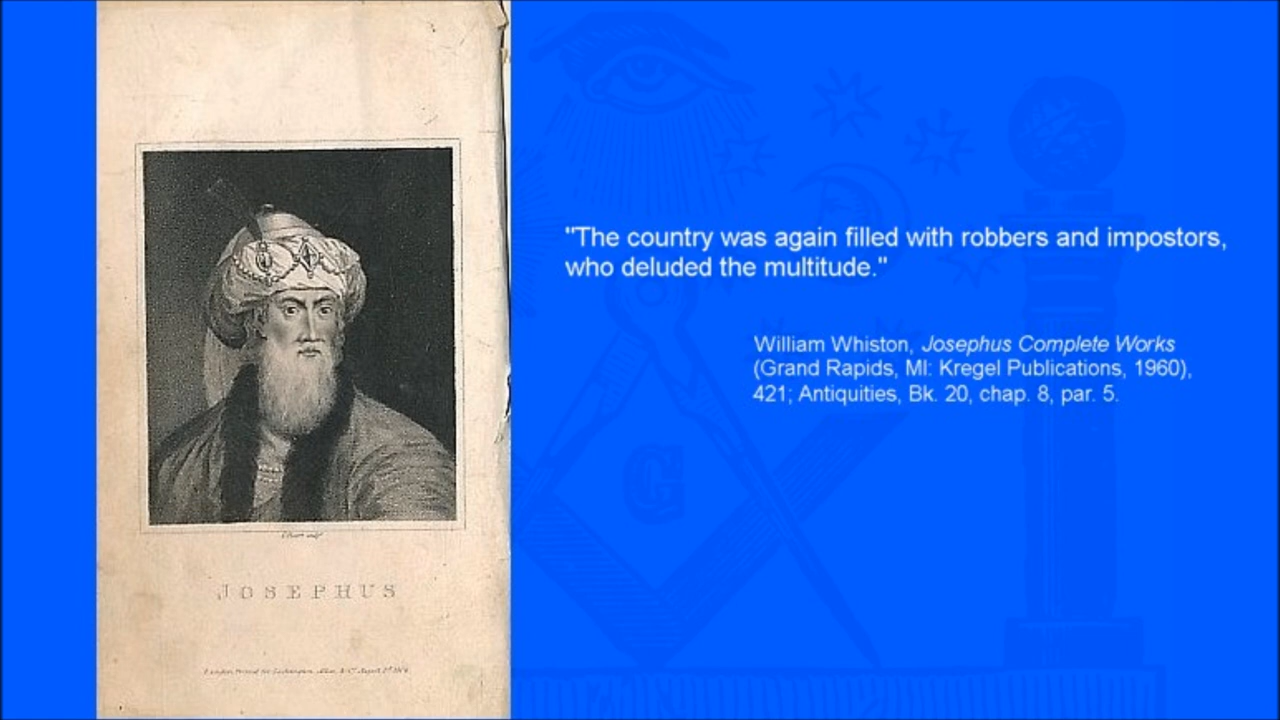 JOSEPHUS
"The country was again filled with robbers and impostors,
who deluded the multitude."
William Whiston, Josephus Complete Works
(Grand Rapids, MI: Kregel Publications, 1960),
421; Antiquities, Bk. 20, chap. 8, par. 5.
G